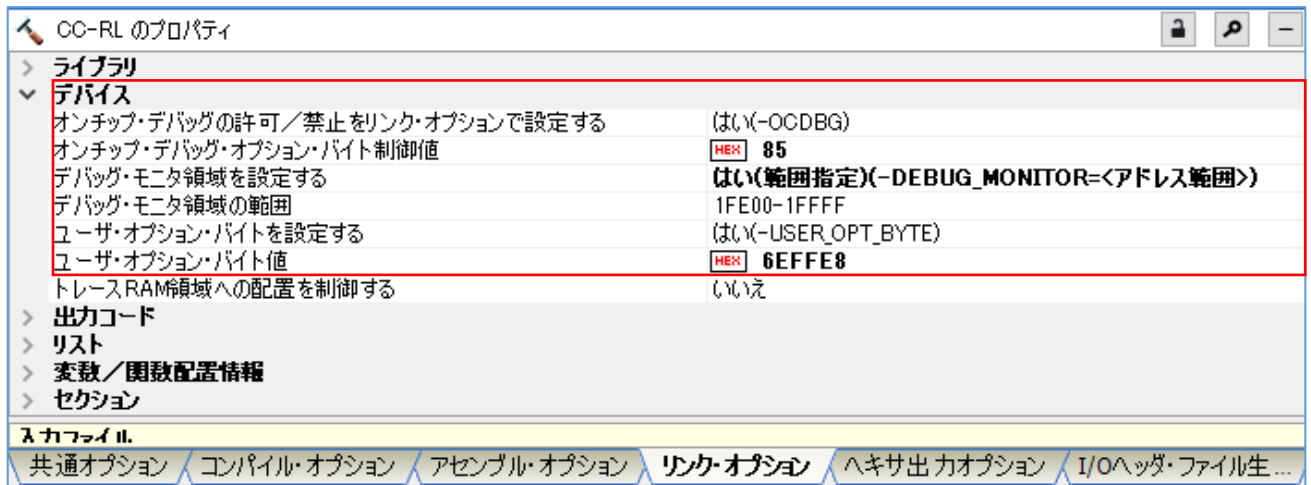 CC-RL のプロパティ
ライブラリ
デバイス
オンチップ・デバッグの許可／禁止をリンク・オプションで設定する はい(-OCDBG)
オンチップ・デバッグ・オプション・バイト制御値 HEX 85
デバッグ・モニタ領域を設定する はい(範囲指定)(-DEBUG_MONITOR=<アドレス範囲>)
デバッグ・モニタ領域の範囲 1FE00-1FFFF
ユーザ・オプション・バイトを設定する はい(-USER_OPT_BYTE)
ユーザ・オプション・バイト値 HEX 6EFFE8
トレースRAM領域への配置を制御する いいえ
出力コード
リスト
変数／関数配置情報
セクション
入力ファイル
共通オプション コンパイル・オプション アセンブル・オプション リンク・オプション ヘキサ出力オプション I/Oヘッダ・ファイル生...